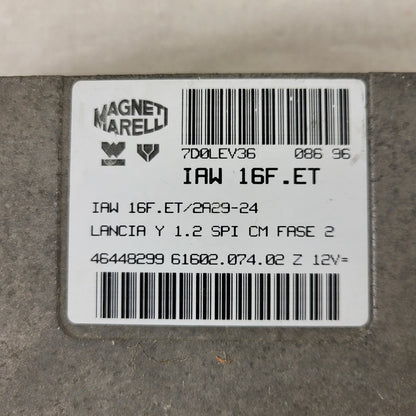 MAGNETI
MARELLI
7D0LEV36 086 96
IAW 16F.ET
IAW 16F.ET/2A29-24
LANCIA Y 1.2 SPI CM FASE 2
46448299 61602.074.02 Z 12V=